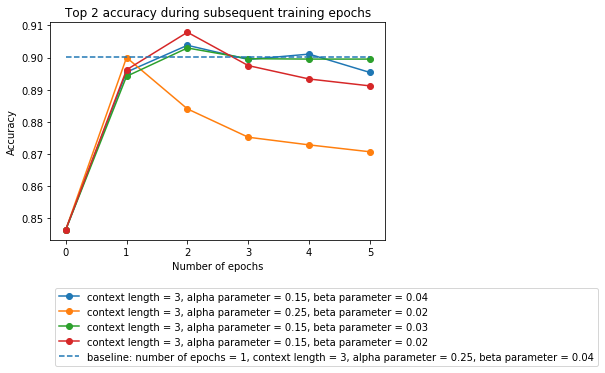 Top 2 accuracy during subsequent training epochs
0.91
0.90
0.89
0.88
0.87
0.86
0.85
Accuracy
0 1 2 3 4 5
Number of epochs
context length = 3, alpha parameter = 0.15, beta parameter = 0.04
context length = 3, alpha parameter = 0.25, beta parameter = 0.02
context length = 3, alpha parameter = 0.15, beta parameter = 0.03
context length = 3, alpha parameter = 0.15, beta parameter = 0.02
baseline: number of epochs = 1, context length = 3, alpha parameter = 0.25, beta parameter = 0.04